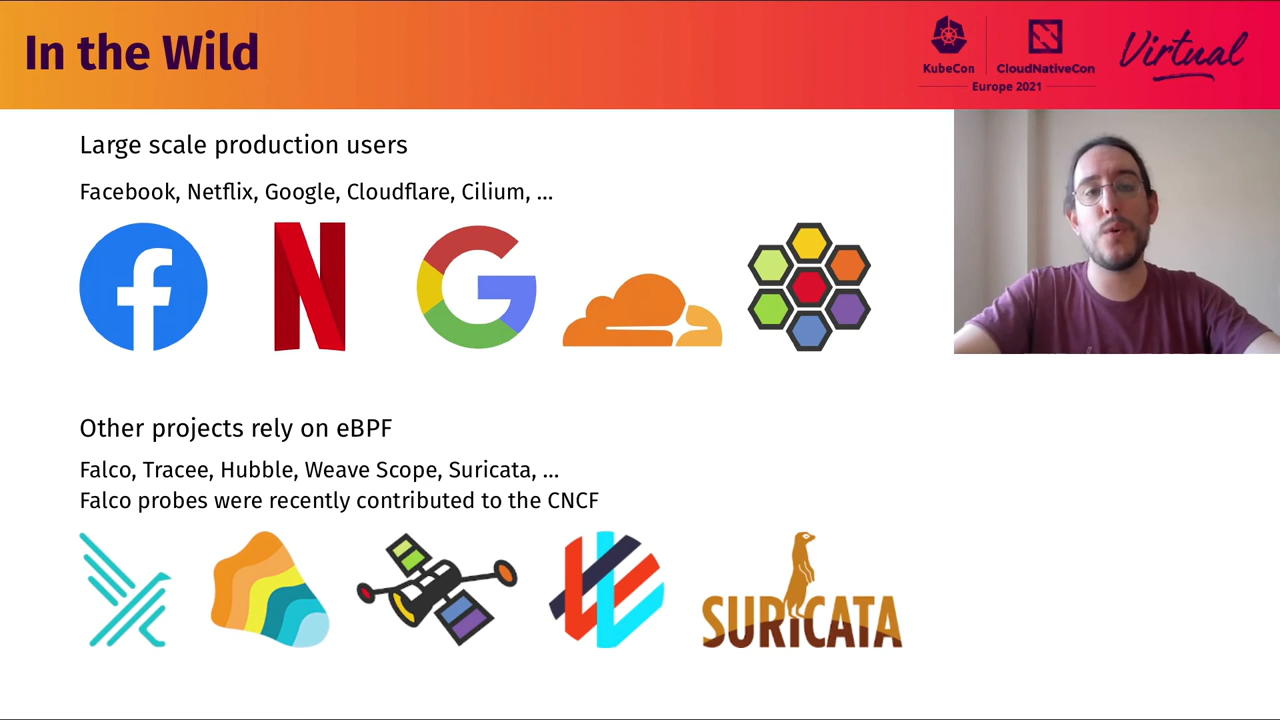 In the Wild
KubeCon
CloudNativeCon
Europe 2021
Virtual
Large scale production users
Facebook, Netflix, Google, Cloudflare, Cilium, ...
Other projects rely on eBPF
Falco, Tracee, Hubble, Weave Scope, Suricata, ...
Falco probes were recently contributed to the CNCF
SURICATA